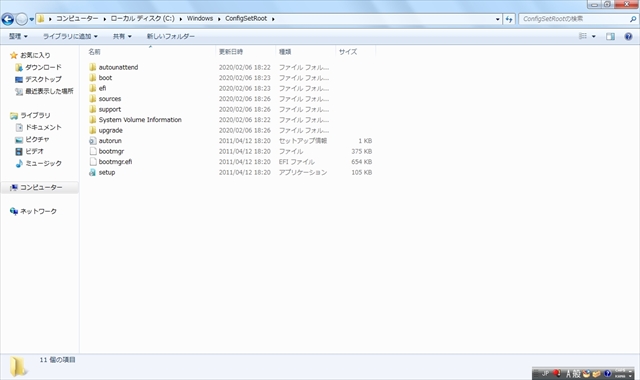 コンピューター ▸ ローカル ディスク (C:) ▸ Windows ▸ ConfigSetRoot ▸
ConfigSetRootの検索
整理 ライブラリに追加 共有 新しいフォルダー
お気に入り
ダウンロード
デスクトップ
最近表示した場所
ライブラリ
ドキュメント
ピクチャ
ビデオ
ミュージック
コンピューター
ネットワーク
名前 更新日時 種類 サイズ
autounattend 2020/02/06 18:22 ファイル フォル...
boot 2020/02/06 18:23 ファイル フォル...
efi 2020/02/06 18:23 ファイル フォル...
sources 2020/02/06 18:26 ファイル フォル...
support 2020/02/06 18:26 ファイル フォル...
System Volume Information 2020/02/06 18:22 ファイル フォル...
upgrade 2020/02/06 18:26 ファイル フォル...
autorun 2011/04/12 18:20 セットアップ情報 1 KB
bootmgr 2011/04/12 18:20 ファイル 375 KB
bootmgr.efi 2011/04/12 18:20 EFI ファイル 654 KB
setup 2011/04/12 18:20 アプリケーション 105 KB
11 個の項目
JP A 般